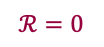 ℛ = 0